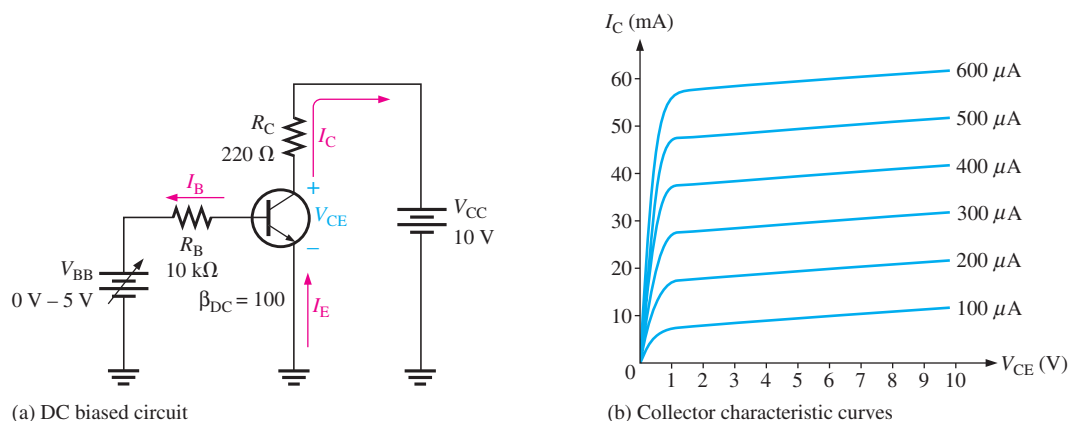 R_C
220 Ω
I_C
I_B
+
V_CE
−
R_B
10 kΩ
V_BB
0 V – 5 V
β_DC = 100
I_E
V_CC
10 V
(a) DC biased circuit
I_C (mA)
60
50
40
30
20
10
0
1 2 3 4 5 6 7 8 9 10
V_CE (V)
600 μA
500 μA
400 μA
300 μA
200 μA
100 μA
(b) Collector characteristic curves